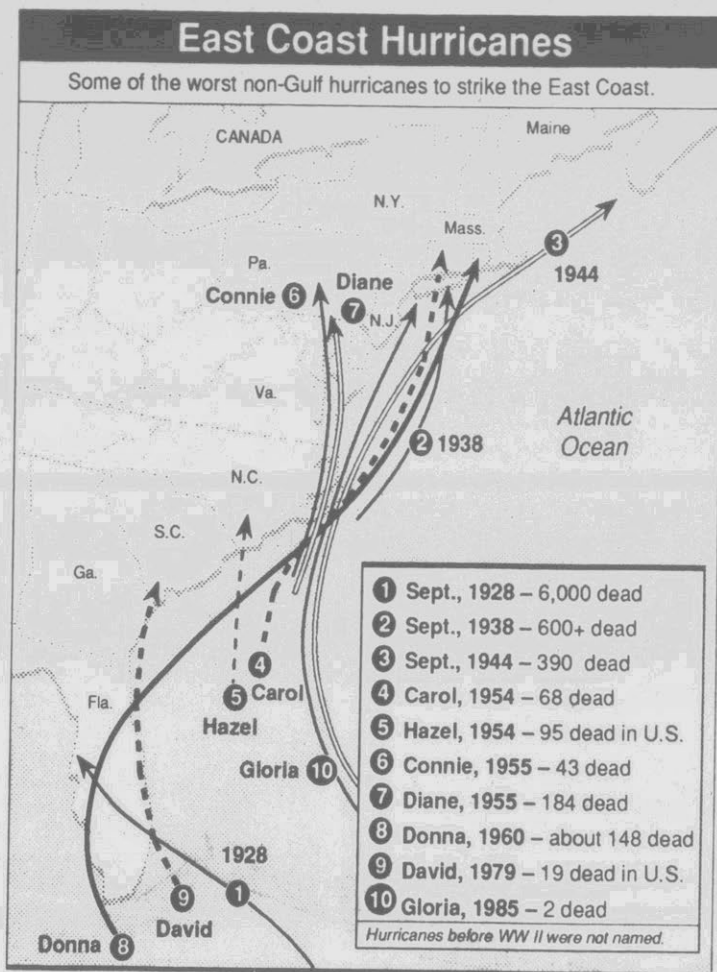 East Coast Hurricanes
Some of the worst non-Gulf hurricanes to strike the East Coast.
CANADA
Maine
N.Y.
Mass.
3
1944
Pa.
Connie 6
Diane
7
N.J.
Va.
Atlantic
Ocean
2 1938
N.C.
S.C.
Ga.
4
Carol
5
Hazel
Fla.
Gloria 10
1928
1
9
David
Donna 8
1 Sept., 1928 – 6,000 dead
2 Sept., 1938 – 600+ dead
3 Sept., 1944 – 390 dead
4 Carol, 1954 – 68 dead
5 Hazel, 1954 – 95 dead in U.S.
6 Connie, 1955 – 43 dead
7 Diane, 1955 – 184 dead
8 Donna, 1960 – about 148 dead
9 David, 1979 – 19 dead in U.S.
10 Gloria, 1985 – 2 dead
Hurricanes before WW II were not named.